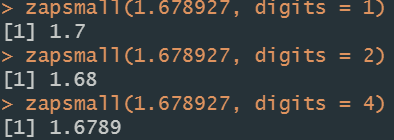 > zapsmall(1.678927, digits = 1)
[1] 1.7
> zapsmall(1.678927, digits = 2)
[1] 1.68
> zapsmall(1.678927, digits = 4)
[1] 1.6789